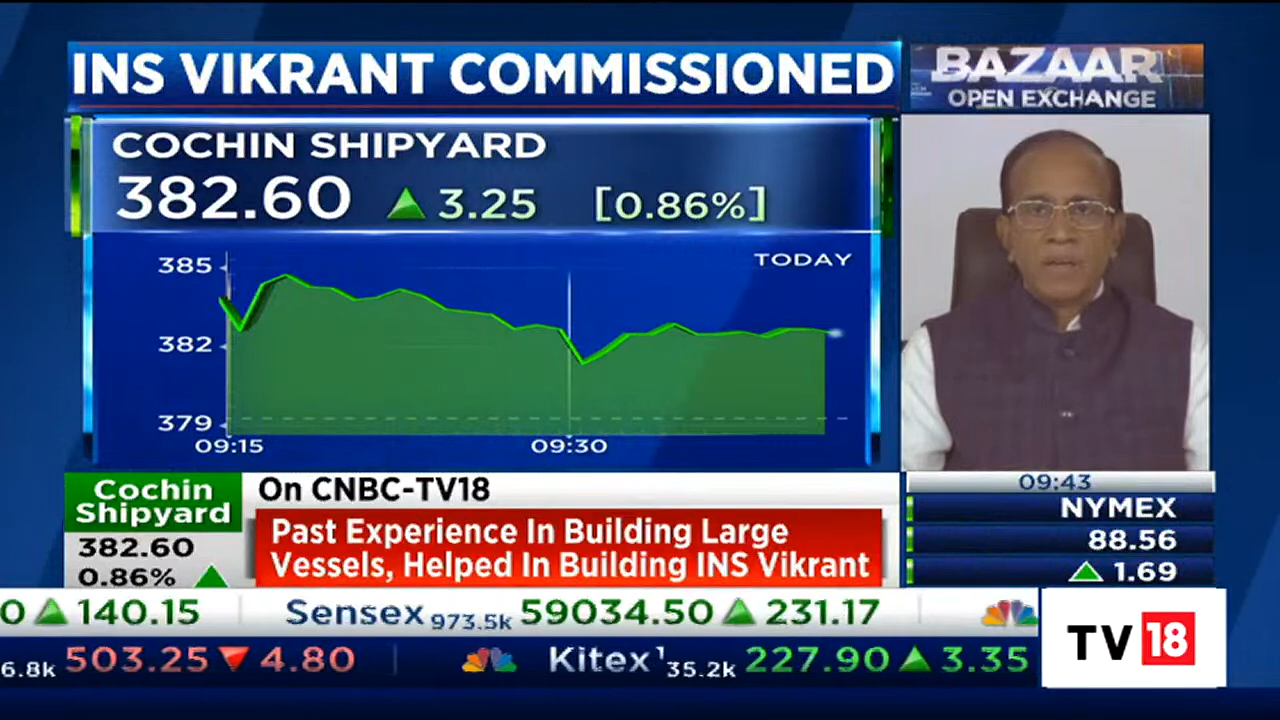 INS VIKRANT COMMISSIONED
BAZAAR
OPEN EXCHANGE
COCHIN SHIPYARD
382.60 ▲ 3.25 [0.86%]
TODAY
385
382
379
09:15 09:30
Cochin
Shipyard
382.60
0.86% ▲
On CNBC-TV18
Past Experience In Building Large
Vessels, Helped In Building INS Vikrant
09:43
NYMEX
88.56
▲ 1.69
0 ▲ 140.15 Sensex 973.5k 59034.50 ▲ 231.17
6.8k 503.25 ▼ 4.80 Kitex 35.2k 227.90 ▲ 3.35
TV18